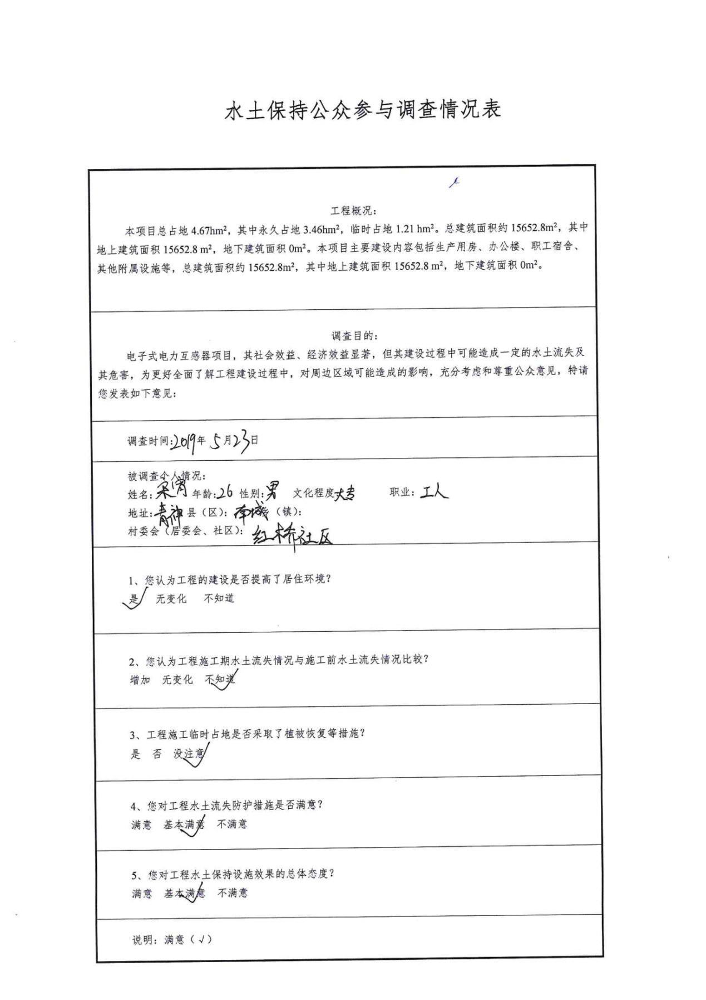 水土保持公众参与调查情况表
工程概况：
本项目总占地 4.67hm²，其中永久占地 3.46hm²，临时占地 1.21 hm²。总建筑面积约 15652.8m²，其中
地上建筑面积 15652.8 m²，地下建筑面积 0m²。本项目主要建设内容包括生产用房、办公楼、职工宿舍、
其他附属设施等，总建筑面积约 15652.8m²，其中地上建筑面积 15652.8 m²，地下建筑面积 0m²。
调查目的：
电子式电力互感器项目，其社会效益、经济效益显著，但其建设过程中可能造成一定的水土流失及
其危害，为更好全面了解工程建设过程中，对周边区域可能造成的影响，充分考虑和尊重公众意见，特请
您发表如下意见：
调查时间：2019年 5月23日
被调查个人情况：
姓名： 年龄：26 性别：男 文化程度 大专 职业：工人
地址：青神县（区）：南城 （镇）：
村委会（居委会、社区）：红桥社区
1、您认为工程的建设是否提高了居住环境？
是✓ 无变化 不知道
2、您认为工程施工期水土流失情况与施工前水土流失情况比较？
增加 无变化 不知道✓
3、工程施工临时占地是否采取了植被恢复等措施？
是 否 没注意✓
4、您对工程水土流失防护措施是否满意？
满意 基本满意✓ 不满意
5、您对工程水土保持设施效果的总体态度？
满意 基本满意✓ 不满意
说明：满意（√）